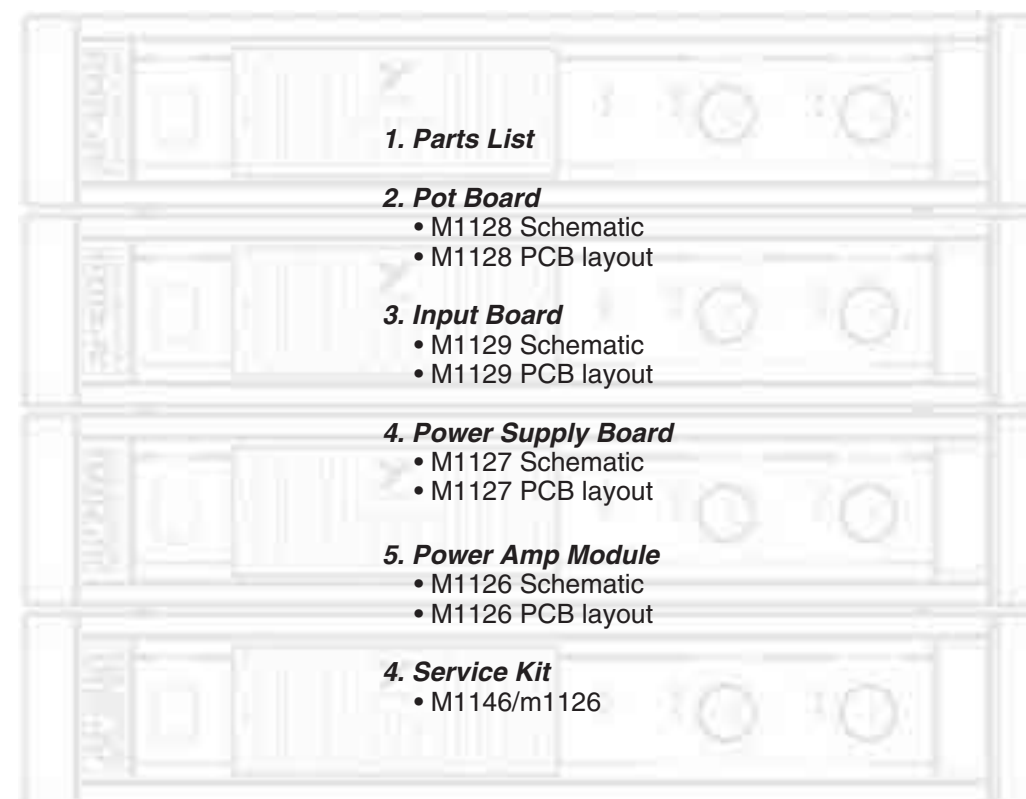 1. Parts List
2. Pot Board
• M1128 Schematic
• M1128 PCB layout
3. Input Board
• M1129 Schematic
• M1129 PCB layout
4. Power Supply Board
• M1127 Schematic
• M1127 PCB layout
5. Power Amp Module
• M1126 Schematic
• M1126 PCB layout
4. Service Kit
• M1146/m1126